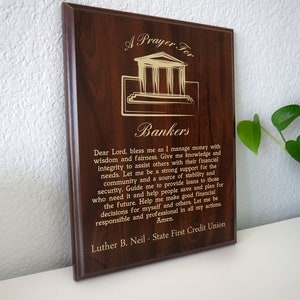 A Prayer For
Bankers
Dear Lord, bless me as I manage money with
wisdom and fairness. Give me knowledge and
integrity to assist others with their financial
needs. Let me be a strong support for the
community and a source of stability and
security. Guide me to provide loans to those
who need it and help people save and plan for
the future. Help me make good financial
decisions for myself and others. Let me be
responsible and professional in all my actions.
Amen.
Luther B. Neil - State First Credit Union